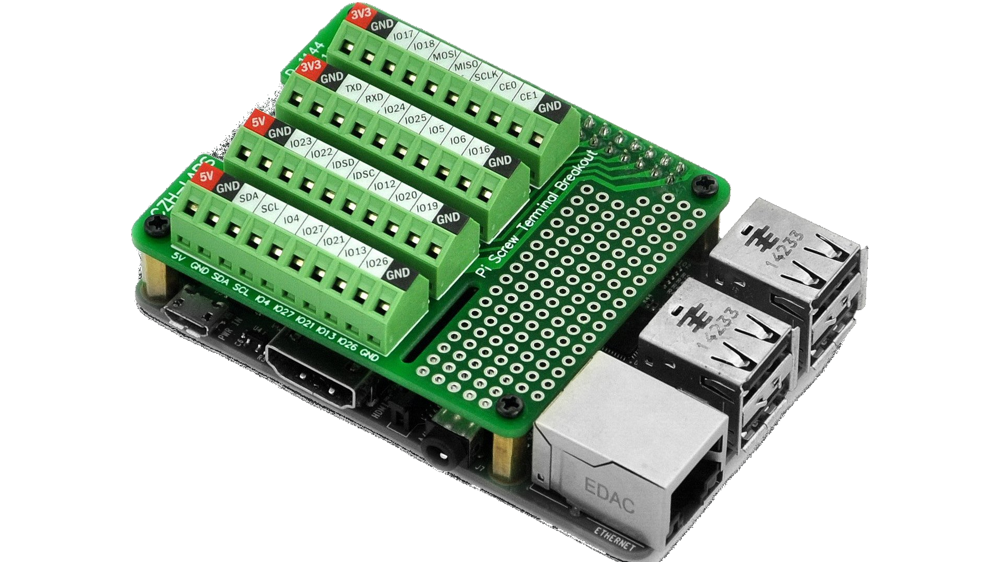 3V3 GND IO17 IO18 MOSI MISO SCLK CE0 CE1 GND
3V3 GND TXD RXD IO24 IO25 IO5 IO6 IO16 GND
5V GND IO23 IO22 IDSD IDSC IO12 IO20 IO19 GND
5V GND SDA SCL IO4 IO27 IO21 IO13 IO26 GND
5V GND SDA SCL IO4 IO27 IO21 IO13 IO26 GND
CZH-LABS
Pi Screw Terminal Breakout
PWR IN
HDMI
J7
14233
14233
EDAC
ETHERNET